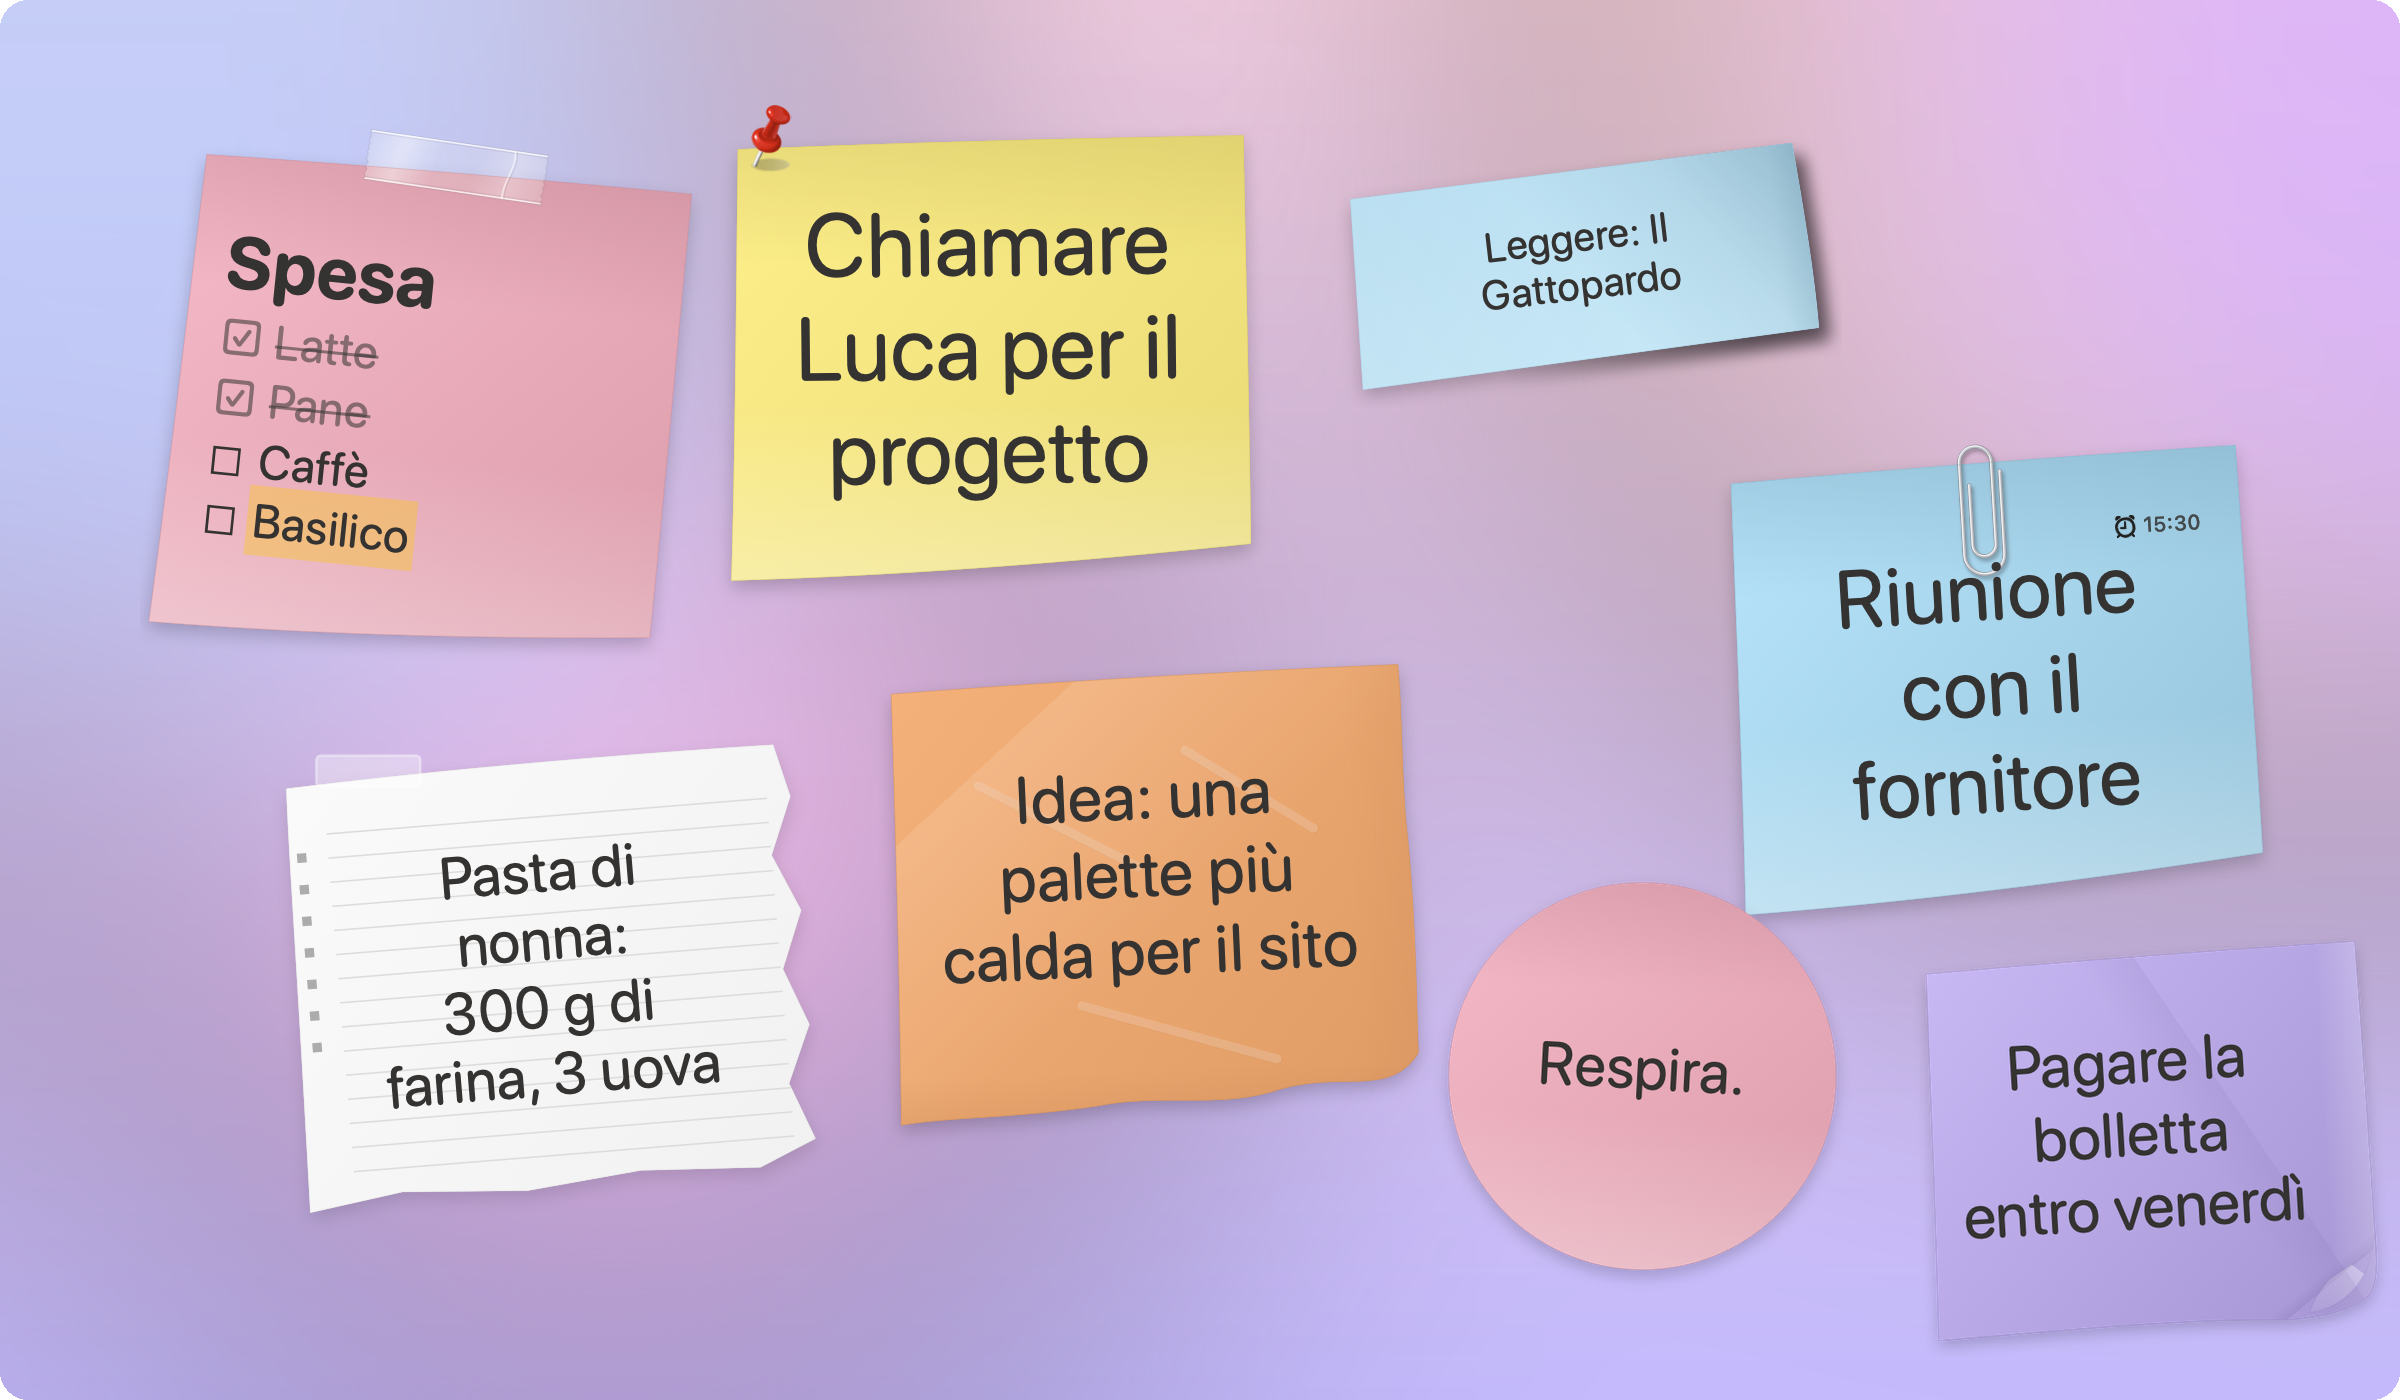 Spesa
☑ Latte
☑ Pane
☐ Caffè
☐ Basilico
Chiamare
Luca per il
progetto
Leggere: Il
Gattopardo
15:30
Riunione
con il
fornitore
Pasta di
nonna:
300 g di
farina, 3 uova
Idea: una
palette più
calda per il sito
Respira.
Pagare la
bolletta
entro venerdì